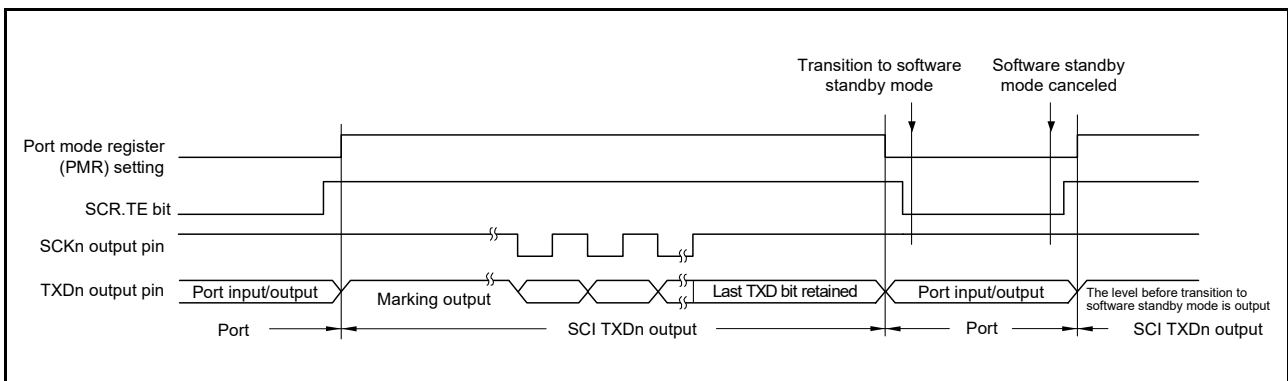 Transition to software
standby mode
Software standby
mode canceled
Port mode register
(PMR) setting
SCR.TE bit
SCKn output pin
TXDn output pin
Port input/output
Marking output
Last TXD bit retained
Port input/output
The level before transition to
software standby mode is output
Port
SCI TXDn output
Port
SCI TXDn output